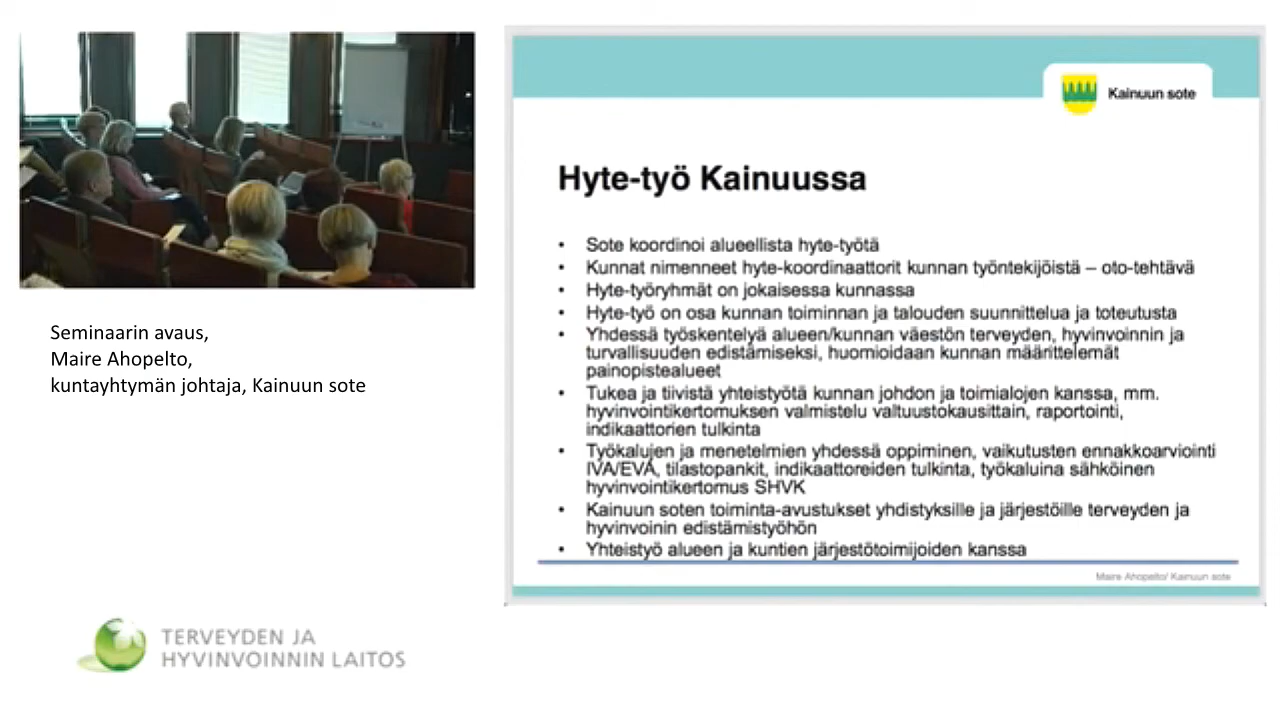 Kainuun sote
Hyte-työ Kainuussa
• Sote koordinoi alueellista hyte-työtä
• Kunnat nimenneet hyte-koordinaattorit kunnan työntekijöistä – oto-tehtävä
• Hyte-työryhmät on jokaisessa kunnassa
• Hyte-työ on osa kunnan toiminnan ja talouden suunnittelua ja toteutusta
• Yhdessä työskentelyä alueen/kunnan väestön terveyden, hyvinvoinnin ja
turvallisuuden edistämiseksi, huomioidaan kunnan määrittelemät
painopistealueet
• Tukea ja tiivistä yhteistyötä kunnan johdon ja toimialojen kanssa, mm.
hyvinvointikertomuksen valmistelu valtuustokausittain, raportointi,
indikaattorien tulkinta
• Työkalujen ja menetelmien yhdessä oppiminen, vaikutusten ennakkoarviointi
IVA/EVA, tilastopankit, indikaattoreiden tulkinta, työkaluina sähköinen
hyvinvointikertomus SHVK
• Kainuun soten toiminta-avustukset yhdistyksille ja järjestöille terveyden ja
hyvinvoinin edistämistyöhön
• Yhteistyö alueen ja kuntien järjestötoimijoiden kanssa
Maire Ahopelto/ Kainuun sote
Seminaarin avaus,
Maire Ahopelto,
kuntayhtymän johtaja, Kainuun sote
TERVEYDEN JA
HYVINVOINNIN LAITOS